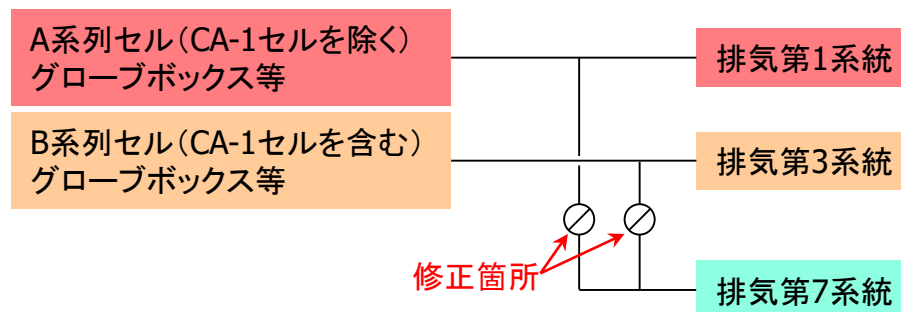 A系列セル（CA-1セルを除く）
グローブボックス等
排気第1系統
B系列セル（CA-1セルを含む）
グローブボックス等
排気第3系統
修正箇所
排気第7系統